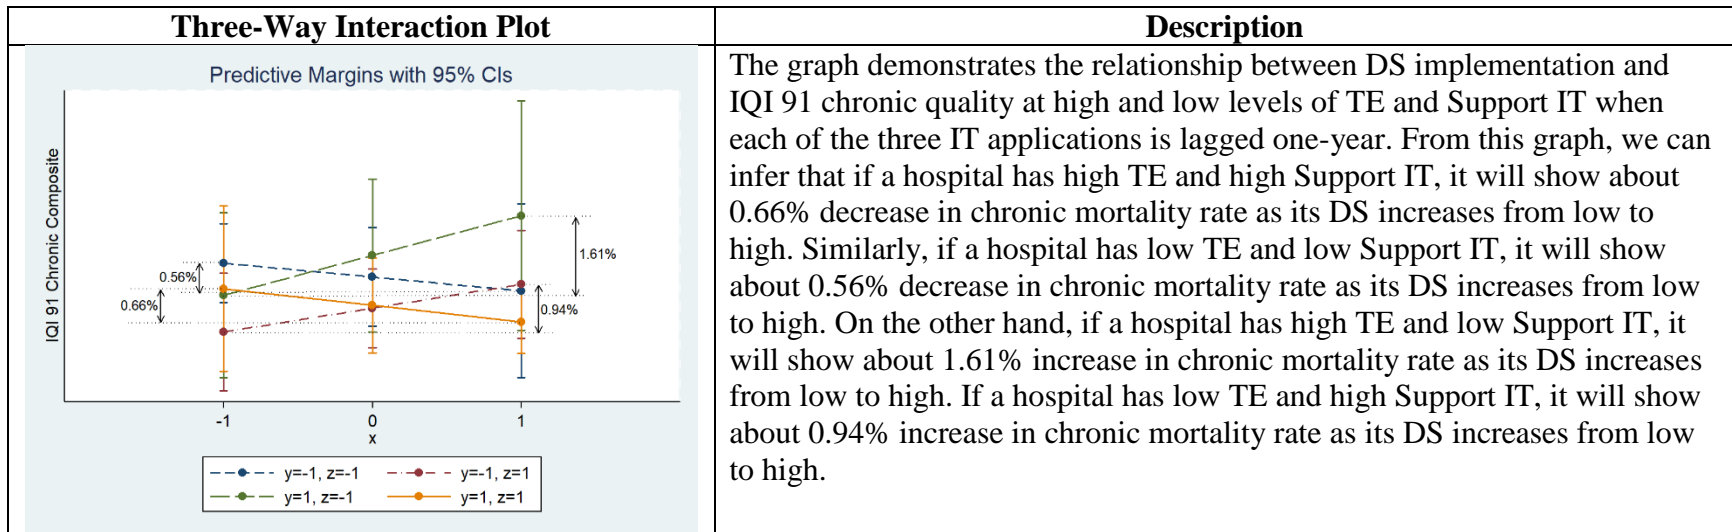 Three-Way Interaction Plot
Description
Predictive Margins with 95% CIs
IQI 91 Chronic Composite
0.56%
0.66%
1.61%
0.94%
-1
0
1
x
y=-1, z=-1
y=-1, z=1
y=1, z=-1
y=1, z=1
The graph demonstrates the relationship between DS implementation and
IQI 91 chronic quality at high and low levels of TE and Support IT when
each of the three IT applications is lagged one-year. From this graph, we can
infer that if a hospital has high TE and high Support IT, it will show about
0.66% decrease in chronic mortality rate as its DS increases from low to
high. Similarly, if a hospital has low TE and low Support IT, it will show
about 0.56% decrease in chronic mortality rate as its DS increases from low
to high. On the other hand, if a hospital has high TE and low Support IT, it
will show about 1.61% increase in chronic mortality rate as its DS increases
from low to high. If a hospital has low TE and high Support IT, it will show
about 0.94% increase in chronic mortality rate as its DS increases from low
to high.